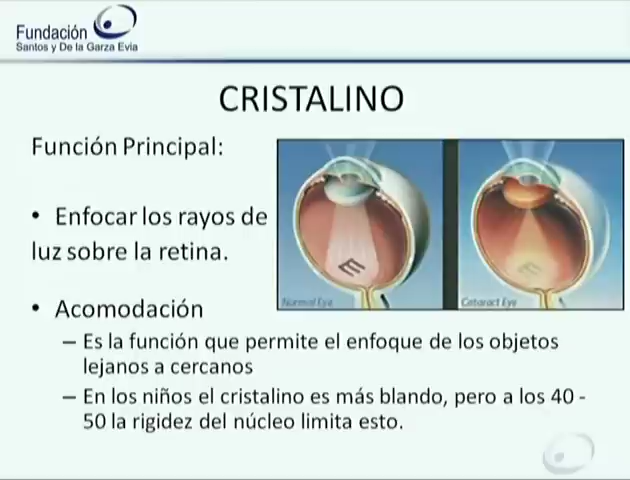 Fundación
Santos y De la Garza Evia
CRISTALINO
Función Principal:
• Enfocar los rayos de
luz sobre la retina.
Normal Eye
Cataract Eye
• Acomodación
– Es la función que permite el enfoque de los objetos
lejanos a cercanos
– En los niños el cristalino es más blando, pero a los 40 -
50 la rigidez del núcleo limita esto.